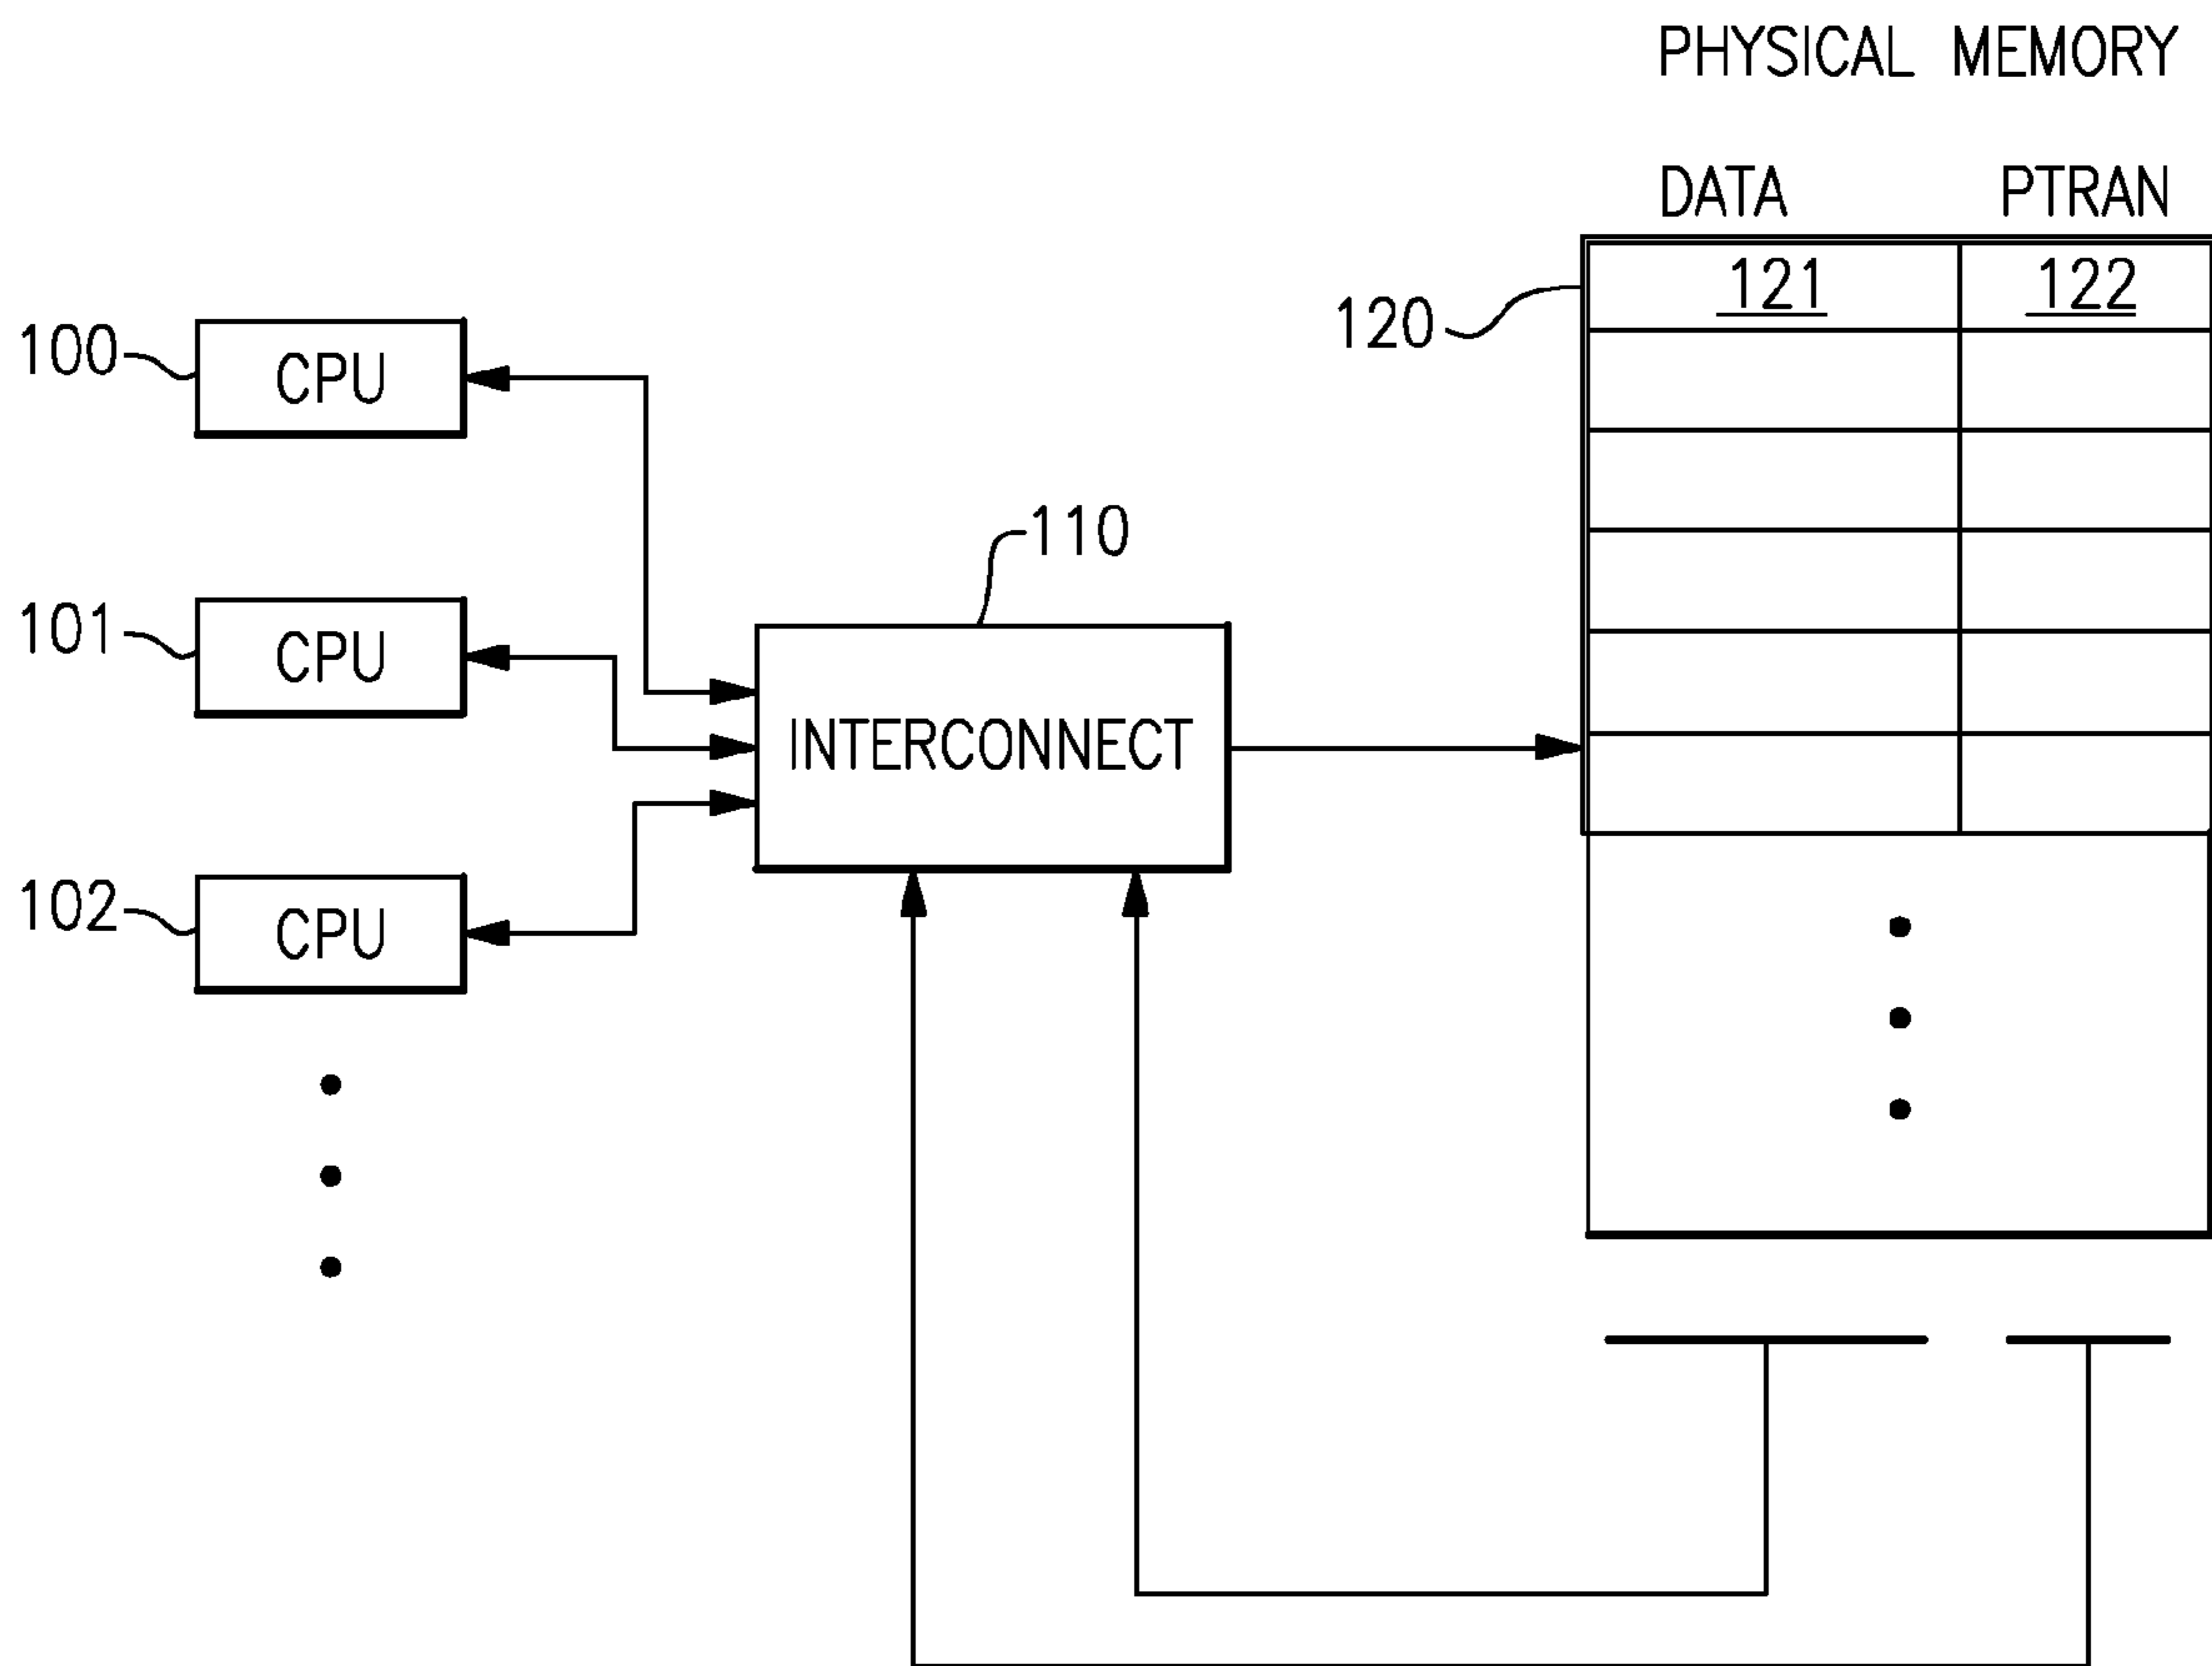 PHYSICAL MEMORY
DATA PTRAN
120
121 122
100
CPU
110
101
CPU
INTERCONNECT
102
CPU